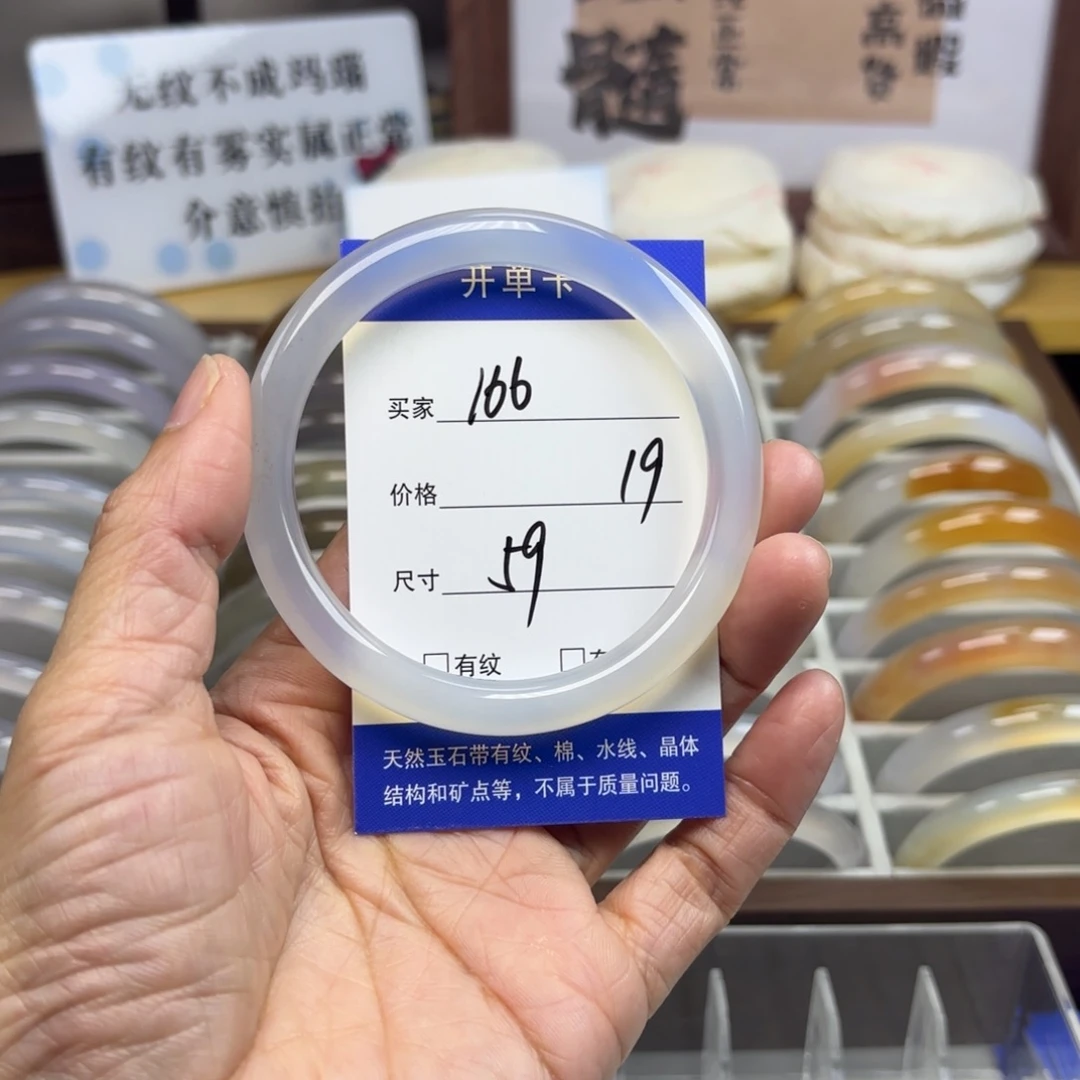 无纹不成玛瑙
有纹有雾实属正常
介意慎拍
髓
开单卡
买家 166
价格 19
尺寸 59
□有纹 □
天然玉石带有纹、棉、水线、晶体
结构和矿点等，不属于质量问题。